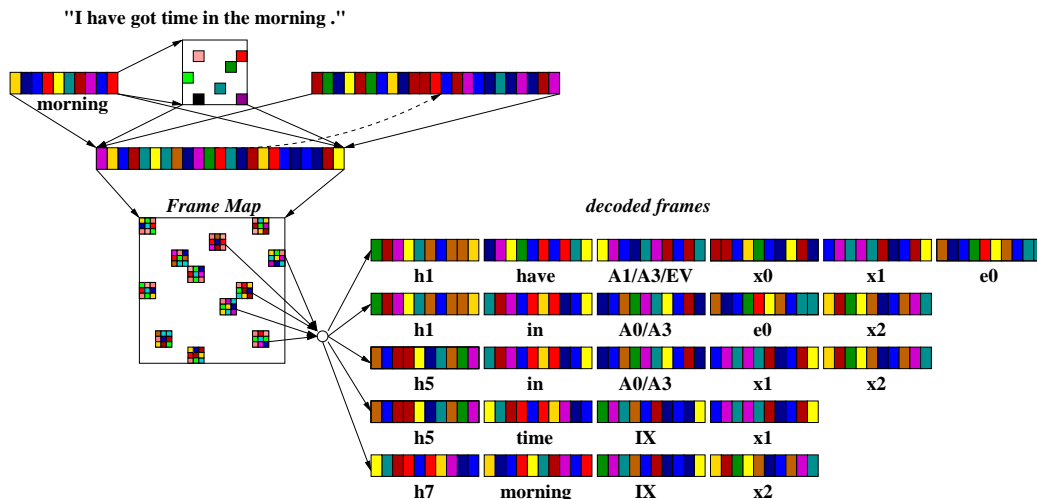 "I have got time in the morning ."
morning
Frame Map
decoded frames
h1 have A1/A3/EV x0 x1 e0
h1 in A0/A3 e0 x2
h5 in A0/A3 x1 x2
h5 time IX x1
h7 morning IX x2